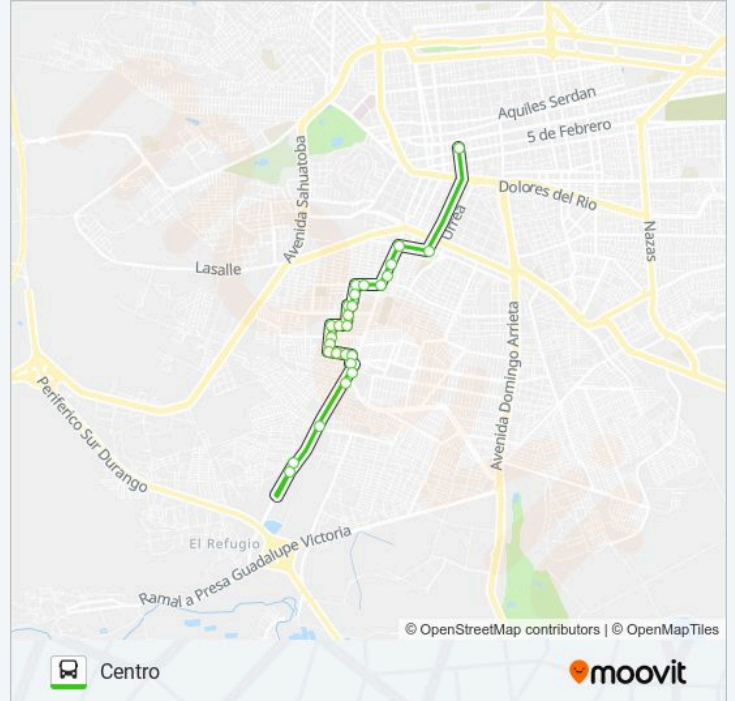 Aquiles Serdan
5 de Febrero
Avenida Sahuatoba
Dolores del Rio
Urrea
Nazas
Lasalle
Avenida Domingo Arrieta
Periferico Sur Durango
El Refugio
Ramal a Presa Guadalupe Victoria
© OpenStreetMap contributors | © OpenMapTiles
Centro
moovit